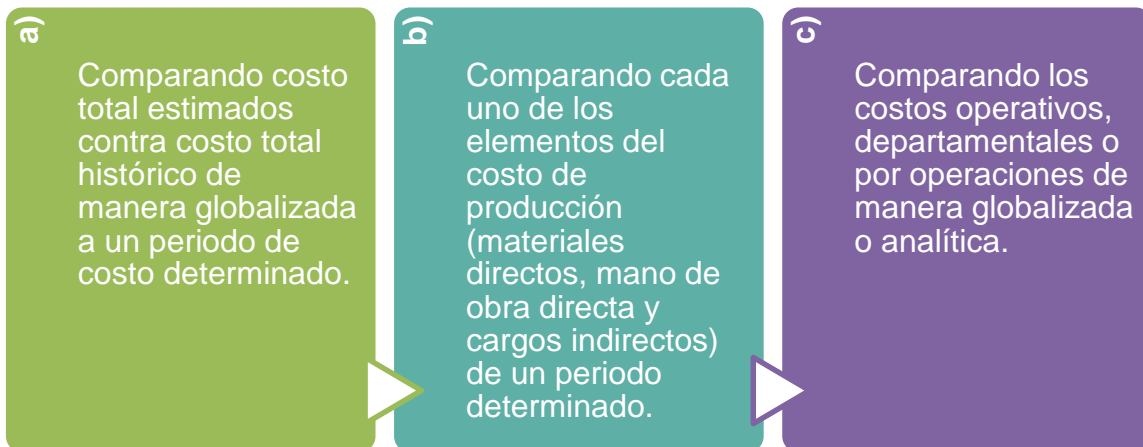 a)
Comparando costo
total estimados
contra costo total
histórico de
manera globalizada
a un periodo de
costo determinado.
b)
Comparando cada
uno de los
elementos del
costo de
producción
(materiales
directos, mano de
obra directa y
cargos indirectos)
de un periodo
determinado.
c)
Comparando los
costos operativos,
departamentales o
por operaciones de
manera globalizada
o analítica.